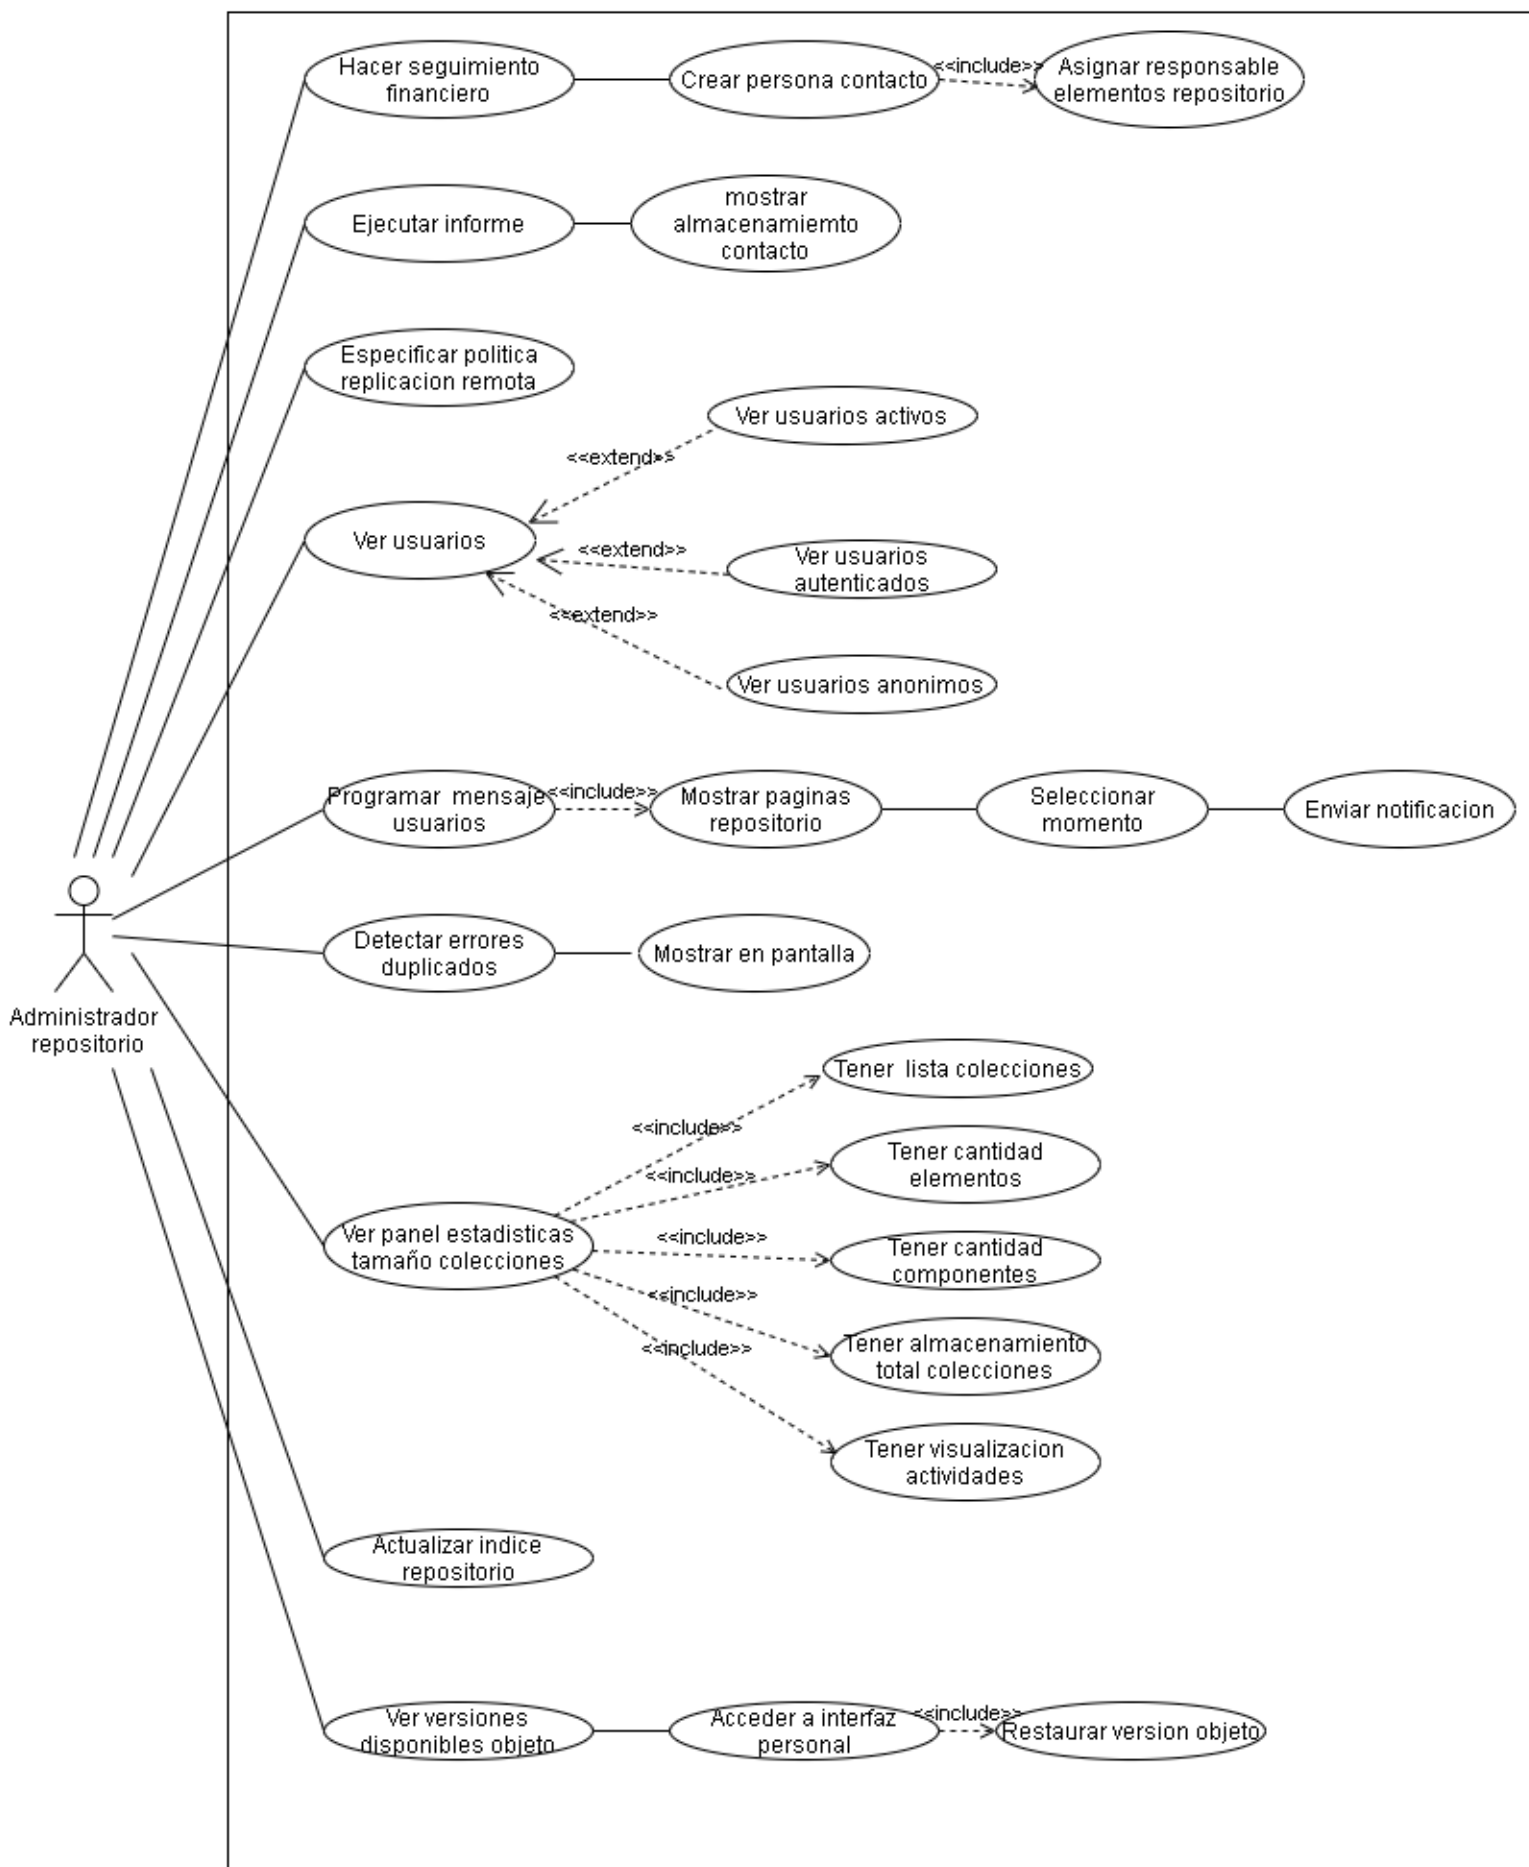 Hacer seguimiento
financiero
Crear persona contacto
<<include>>
Asignar responsable
elementos repositorio
Ejecutar informe
mostrar
almacenamiemto
contacto
Especificar politica
replicacion remota
Ver usuarios activos
<<extend>>
Ver usuarios
<<extend>>
Ver usuarios
autenticados
<<extend>>
Ver usuarios anonimos
Programar mensaje
usuarios
<<include>>
Mostrar paginas
repositorio
Seleccionar
momento
Enviar notificacion
Detectar errores
duplicados
Mostrar en pantalla
Administrador
repositorio
Tener lista colecciones
<<include>>
Tener cantidad
elementos
<<include>>
Ver panel estadisticas
tamaño colecciones
<<include>>
Tener cantidad
componentes
<<include>>
Tener almacenamiento
total colecciones
<<include>>
Tener visualizacion
actividades
Actualizar indice
repositorio
Ver versiones
disponibles objeto
Acceder a interfaz
personal
<<include>>
Restaurar version objeto